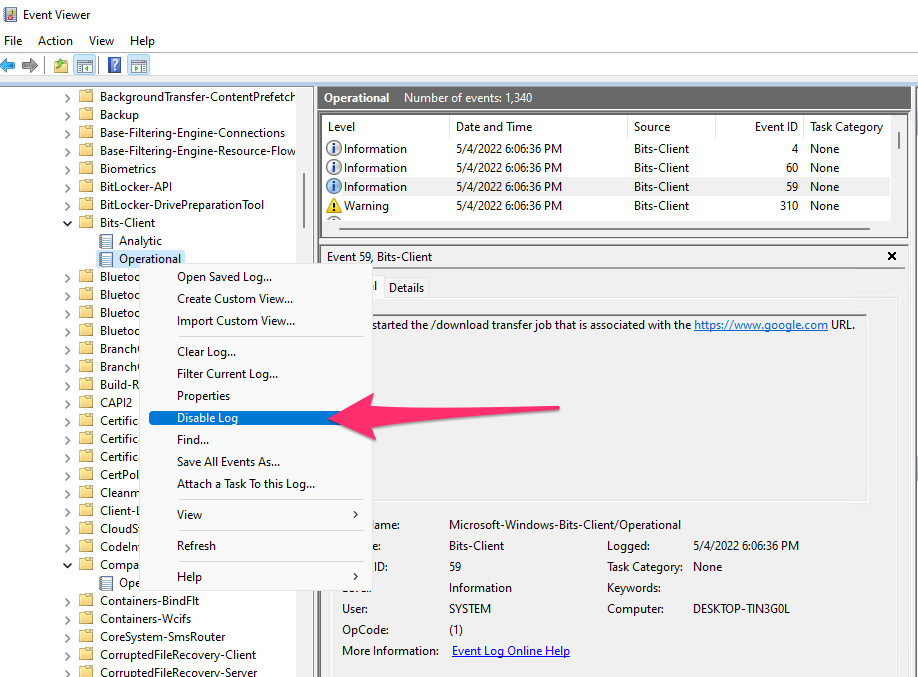 Event Viewer
File Action View Help
BackgroundTransfer-ContentPrefetch
Backup
Base-Filtering-Engine-Connections
Base-Filtering-Engine-Resource-Flow
Biometrics
BitLocker-API
BitLocker-DrivePreparationTool
Bits-Client
Analytic
Operational
Bluetoo
Bluetoo
Bluetoo
Bluetoo
BranchC
BranchC
Build-R
CAPI2
Certific
Certific
Certific
CertPol
Cleanm
Client-L
CloudSt
CodeInt
Compa
Ope
Containers-BindFlt
Containers-Wcifs
CoreSystem-SmsRouter
CorruptedFileRecovery-Client
CorruptedFileRecovery-Server
Open Saved Log...
Create Custom View...
Import Custom View...
Clear Log...
Filter Current Log...
Properties
Disable Log
Find...
Save All Events As...
Attach a Task To this Log...
View
Refresh
Help
Operational Number of events: 1,340
Level Date and Time Source Event ID Task Category
Information 5/4/2022 6:06:36 PM Bits-Client 4 None
Information 5/4/2022 6:06:36 PM Bits-Client 60 None
Information 5/4/2022 6:06:36 PM Bits-Client 59 None
Warning 5/4/2022 6:06:36 PM Bits-Client 310 None
Event 59, Bits-Client
l Details
started the /download transfer job that is associated with the https://www.google.com URL.
ame: Microsoft-Windows-Bits-Client/Operational
e: Bits-Client Logged: 5/4/2022 6:06:36 PM
ID: 59 Task Category: None
Level: Information Keywords:
User: SYSTEM Computer: DESKTOP-TIN3G0L
OpCode: (1)
More Information: Event Log Online Help